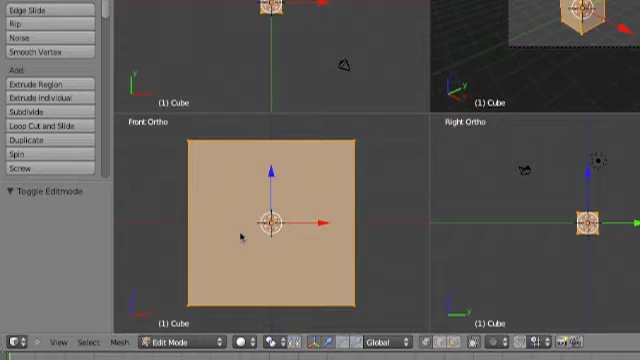 Edge Slide
Rip
Noise
Smooth Vertex
Add:
Extrude Region
Extrude Individual
Subdivide
Loop Cut and Slide
Duplicate
Spin
Screw
Toggle Editmode
y
(1) Cube
y
x
(1) Cube
Front Ortho
(1) Cube
Right Ortho
y
(1) Cube
View Select Mesh Edit Mode Global